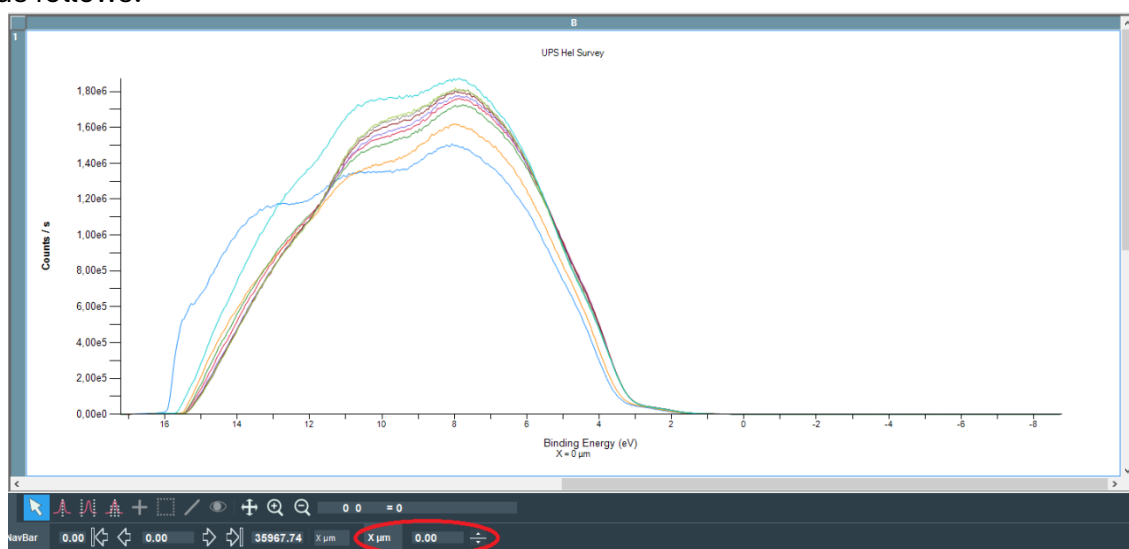 as follows:
B
1
UPS HeI Survey
1,80e6
1,60e6
1,40e6
1,20e6
1,00e6
8,00e5
6,00e5
4,00e5
2,00e5
0,00e0
Counts / s
16 14 12 10 8 6 4 2 0 -2 -4 -6 -8
Binding Energy (eV)
X = 0 µm
0 0 = 0
NavBar 0.00 0.00 35967.74 X µm X µm 0.00